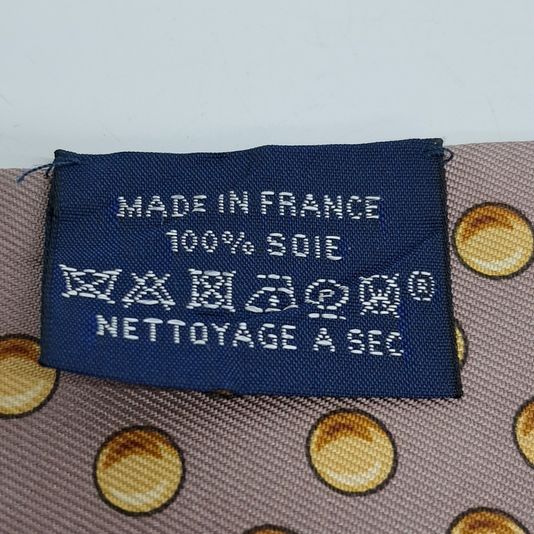 MADE IN FRANCE
100% SOIE
P W ®
NETTOYAGE A SEC